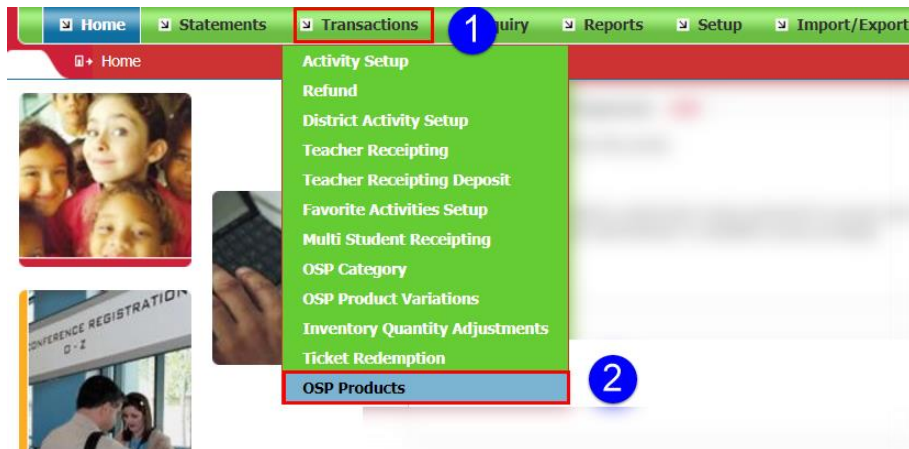 Home Statements Transactions 1 quiry Reports Setup Import/Export
Home
Activity Setup
Refund
District Activity Setup
Teacher Receipting
Teacher Receipting Deposit
Favorite Activities Setup
Multi Student Receipting
OSP Category
OSP Product Variations
Inventory Quantity Adjustments
Ticket Redemption
OSP Products 2
CONFERENCE REGISTRATION
O - Z